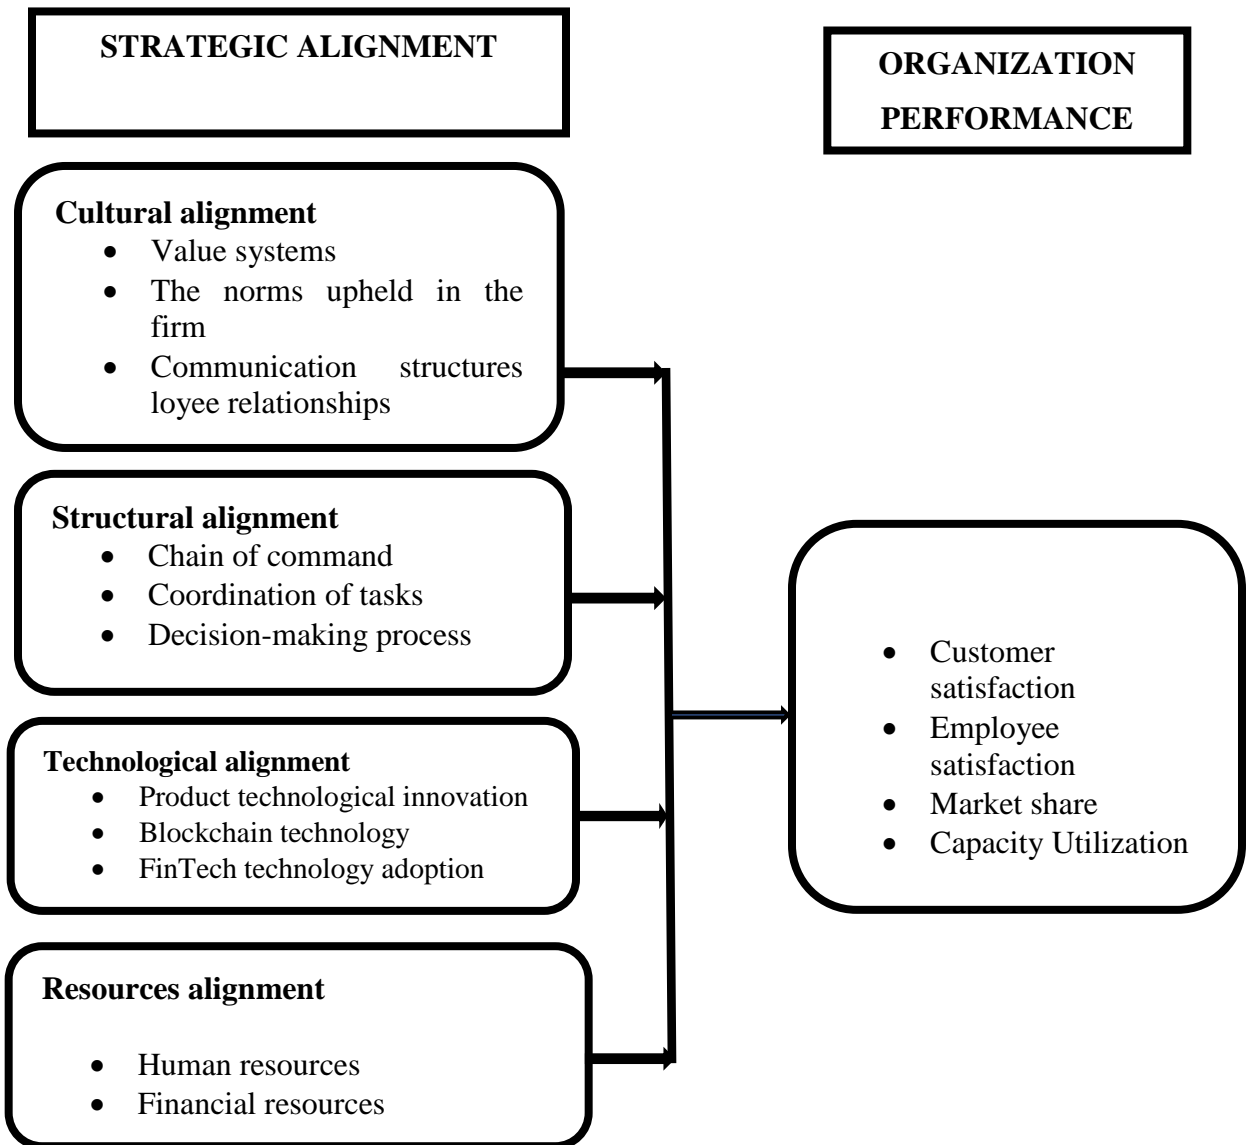 STRATEGIC ALIGNMENT
ORGANIZATION
PERFORMANCE
Cultural alignment
• Value systems
• The norms upheld in the
firm
• Communication structures
loyee relationships
Structural alignment
• Chain of command
• Coordination of tasks
• Decision-making process
Technological alignment
• Product technological innovation
• Blockchain technology
• FinTech technology adoption
Resources alignment
• Human resources
• Financial resources
• Customer
satisfaction
• Employee
satisfaction
• Market share
• Capacity Utilization